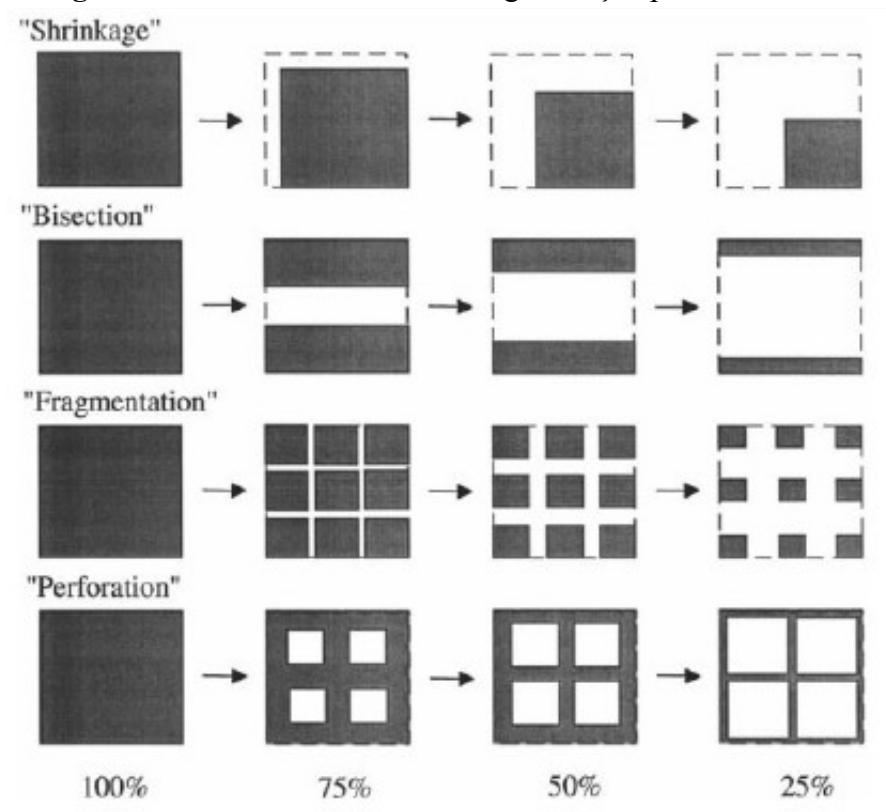 "Shrinkage"
"Bisection"
"Fragmentation"
"Perforation"
100% 75% 50% 25%